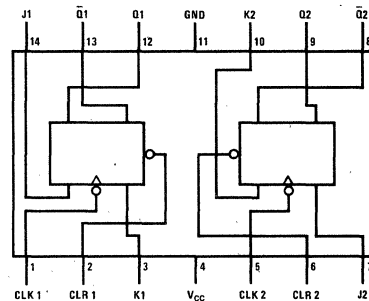 J1 Q̅1 Q1 GND K2 Q2 Q̅2
14 13 12 11 10 9 8
1 2 3 4 5 6 7
CLK 1 CLR 1 K1 VCC CLK 2 CLR 2 J2